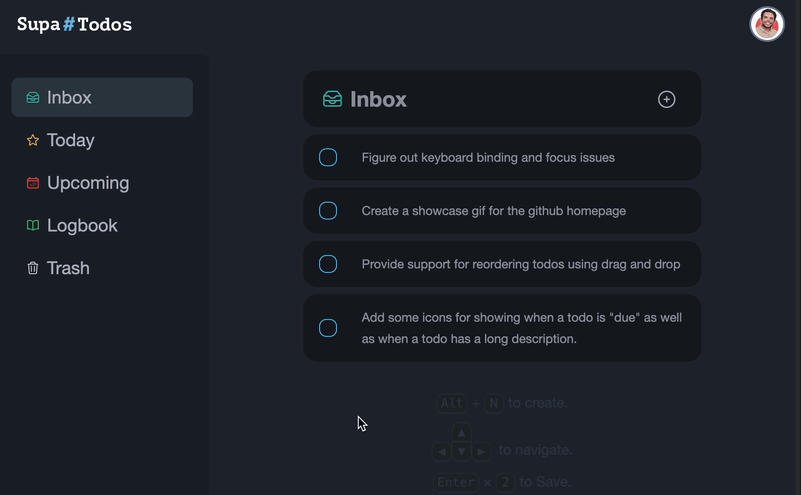 Supa#Todos
Inbox
Today
Upcoming
Logbook
Trash
Inbox
Figure out keyboard binding and focus issues
Create a showcase gif for the github homepage
Provide support for reordering todos using drag and drop
Add some icons for showing when a todo is "due" as well
as when a todo has a long description.
Alt + N to create.
▲
◀ ▼ ▶ to navigate.
Enter × 2 to Save.